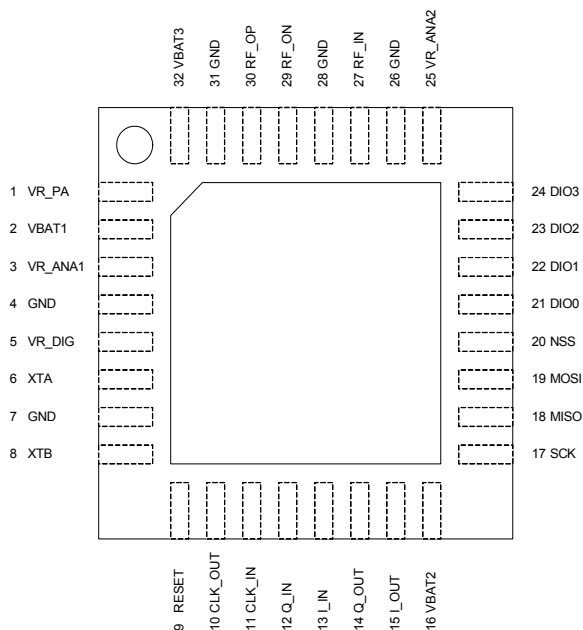 32 VBAT3
31 GND
30 RF_OP
29 RF_ON
28 GND
27 RF_IN
26 GND
25 VR_ANA2
1 VR_PA
2 VBAT1
3 VR_ANA1
4 GND
5 VR_DIG
6 XTA
7 GND
8 XTB
24 DIO3
23 DIO2
22 DIO1
21 DIO0
20 NSS
19 MOSI
18 MISO
17 SCK
9 RESET
10 CLK_OUT
11 CLK_IN
12 Q_IN
13 I_IN
14 Q_OUT
15 I_OUT
16 VBAT2